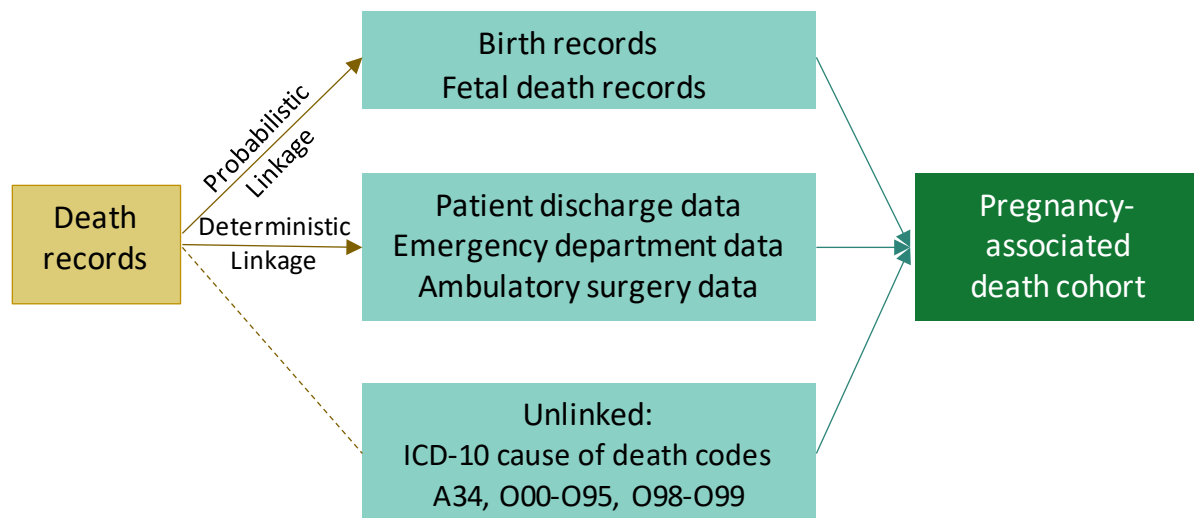 Death
records
Probabilistic
Linkage
Deterministic
Linkage
Birth records
Fetal death records
Patient discharge data
Emergency department data
Ambulatory surgery data
Unlinked:
ICD-10 cause of death codes
A34, O00-O95, O98-O99
Pregnancy-
associated
death cohort